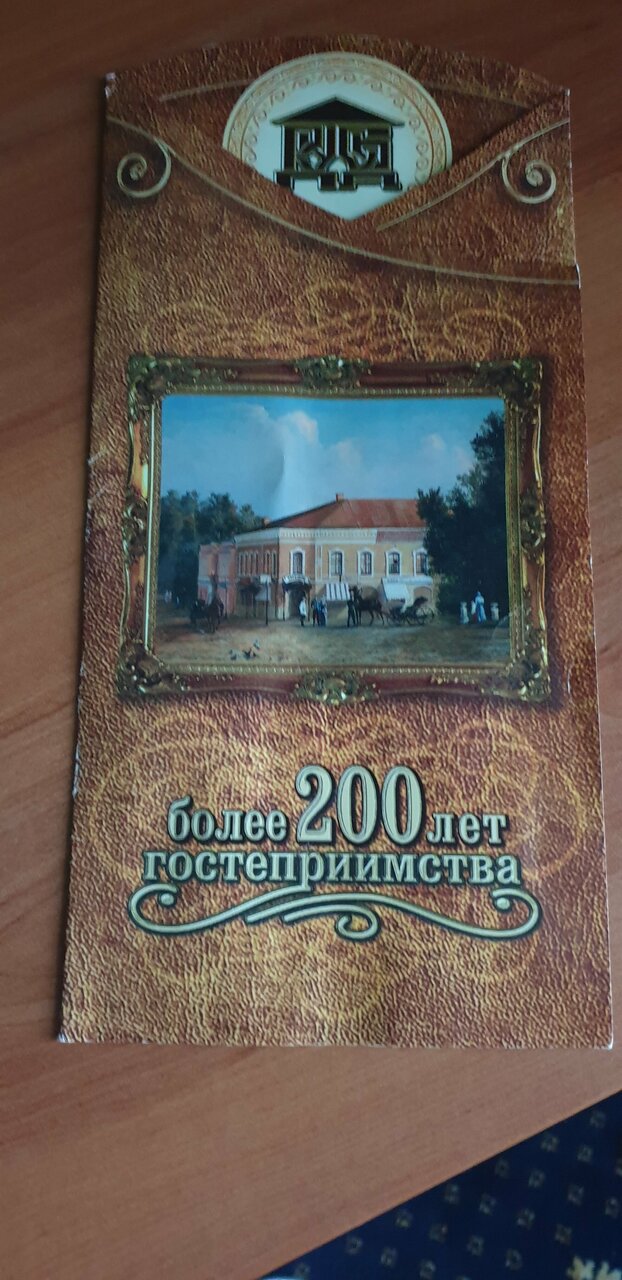 более 200 лет
гостеприимства